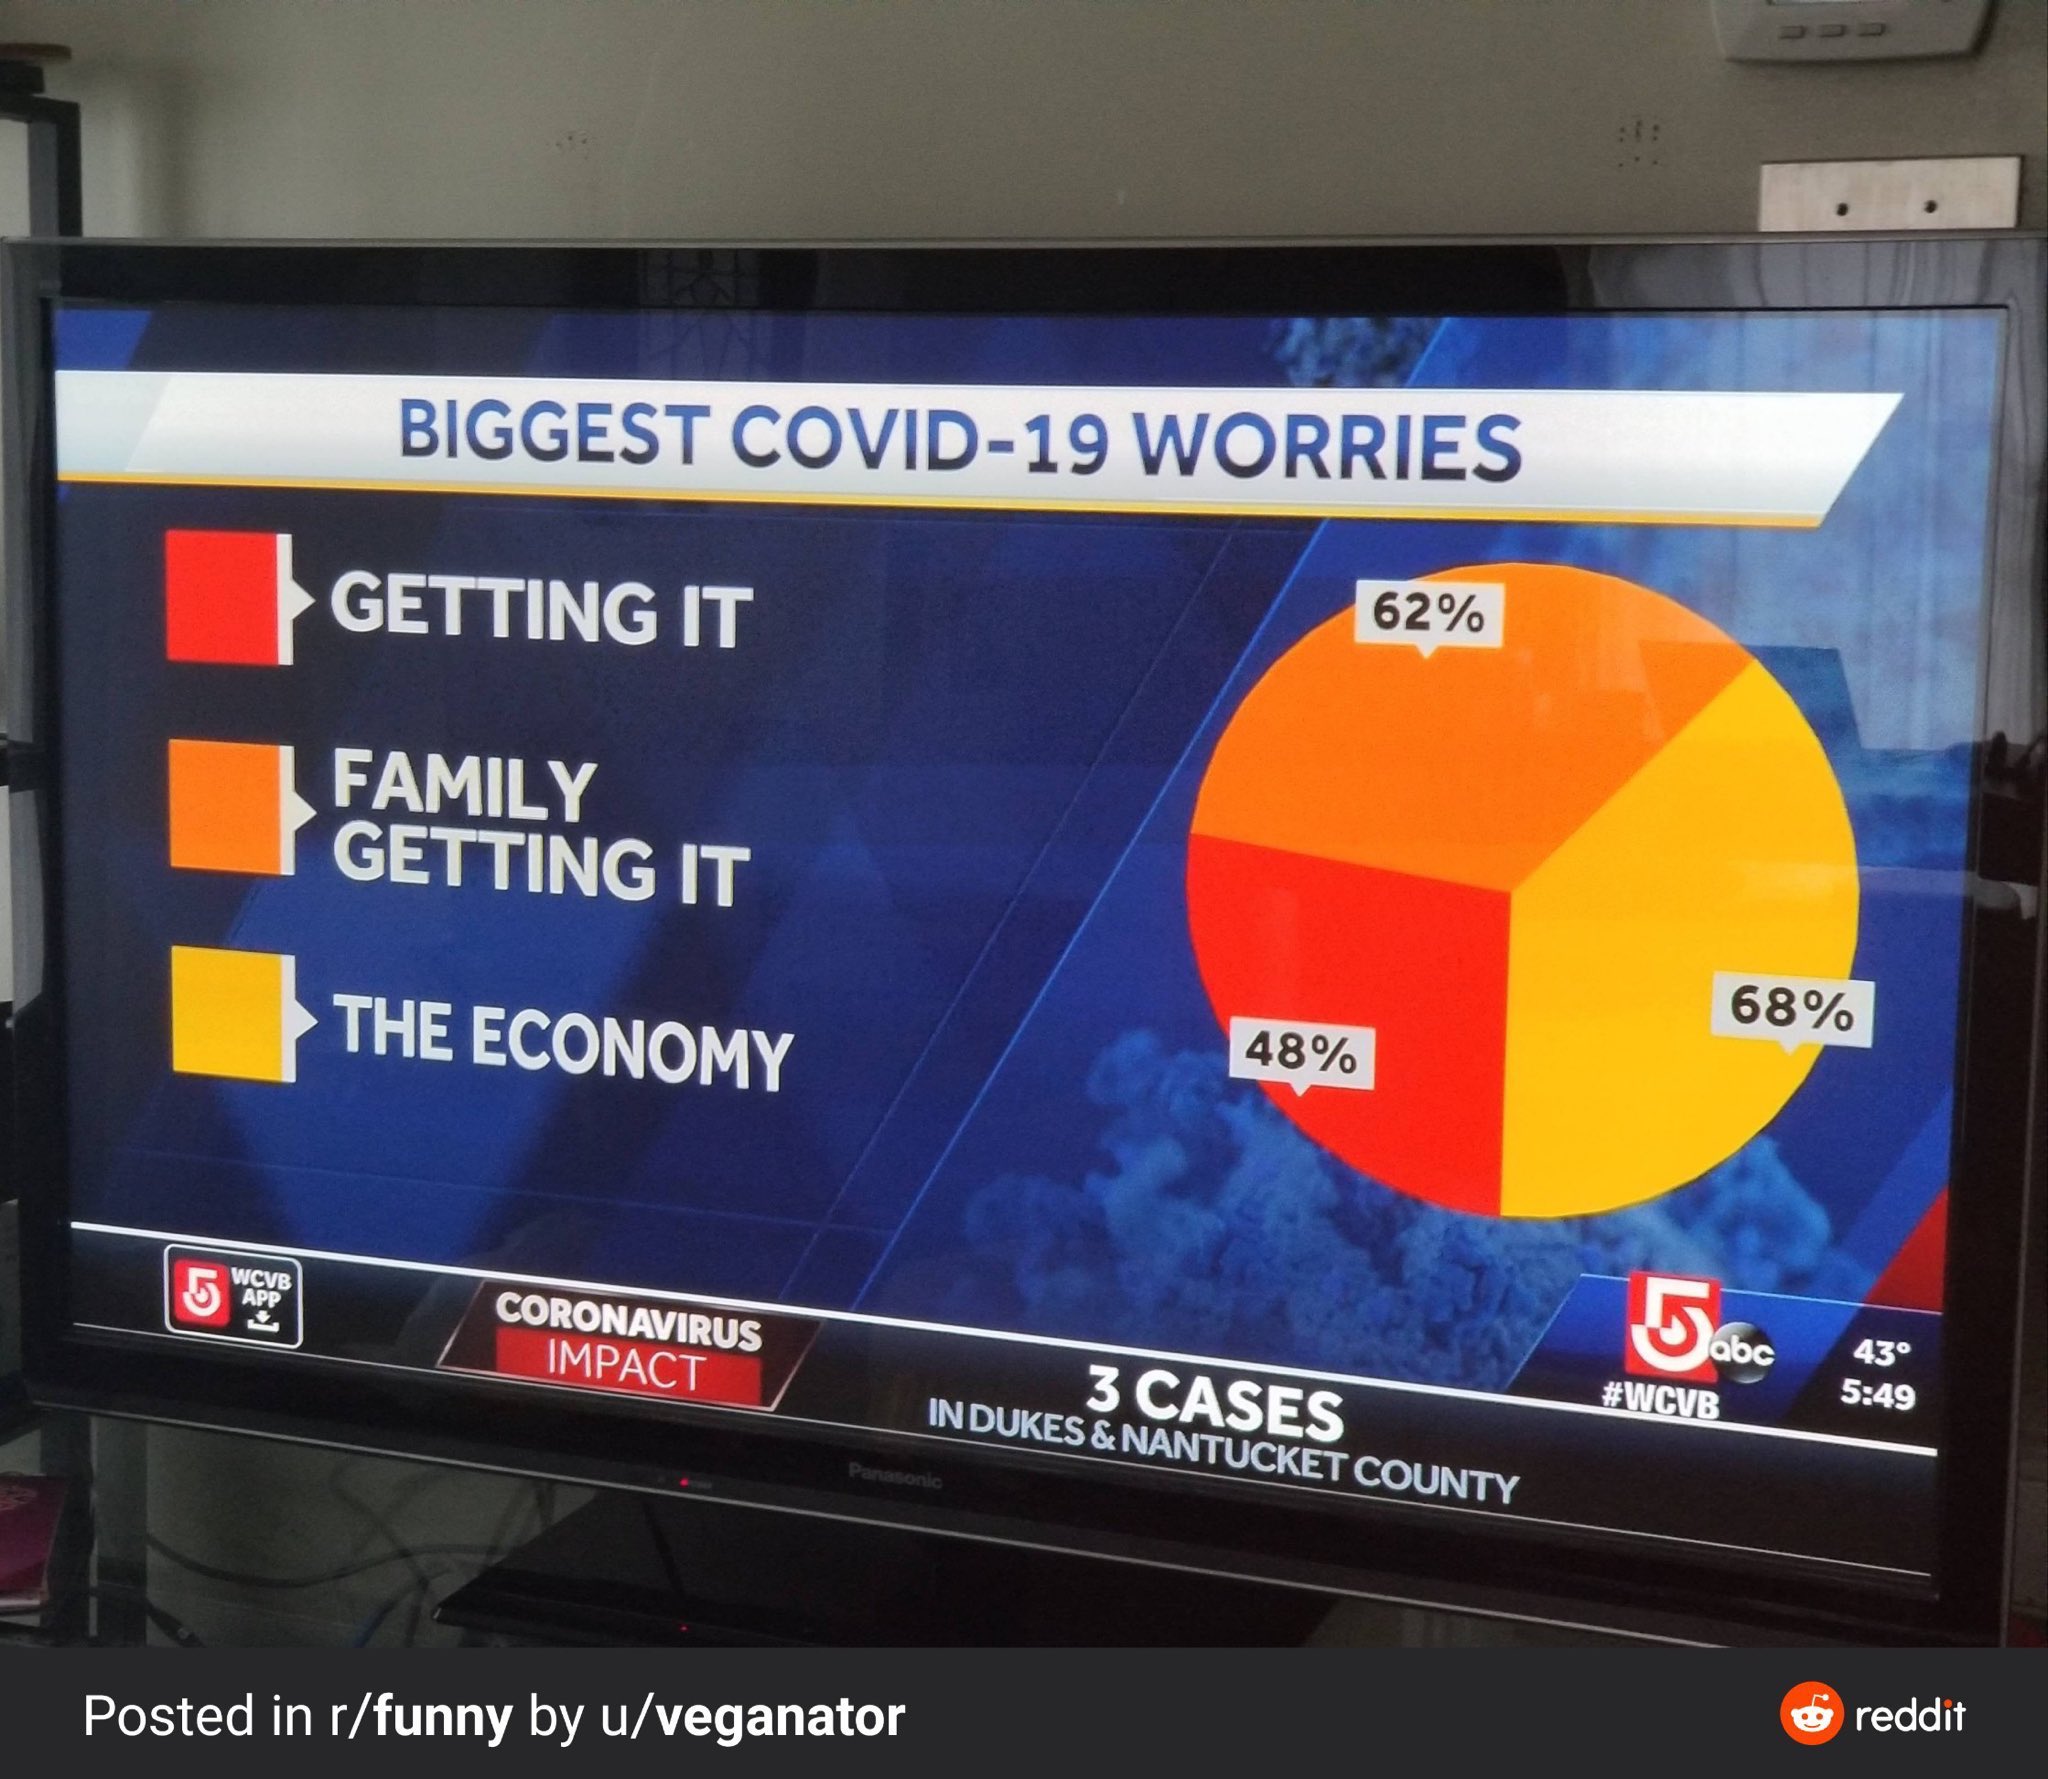 BIGGEST COVID-19 WORRIES
GETTING IT
FAMILY
GETTING IT
THE ECONOMY
62%
68%
48%
5 WCVB
APP
CORONAVIRUS
IMPACT
3 CASES
IN DUKES & NANTUCKET COUNTY
5 abc
#WCVB
43°
5:49
Panasonic
Posted in r/funny by u/veganator
reddit